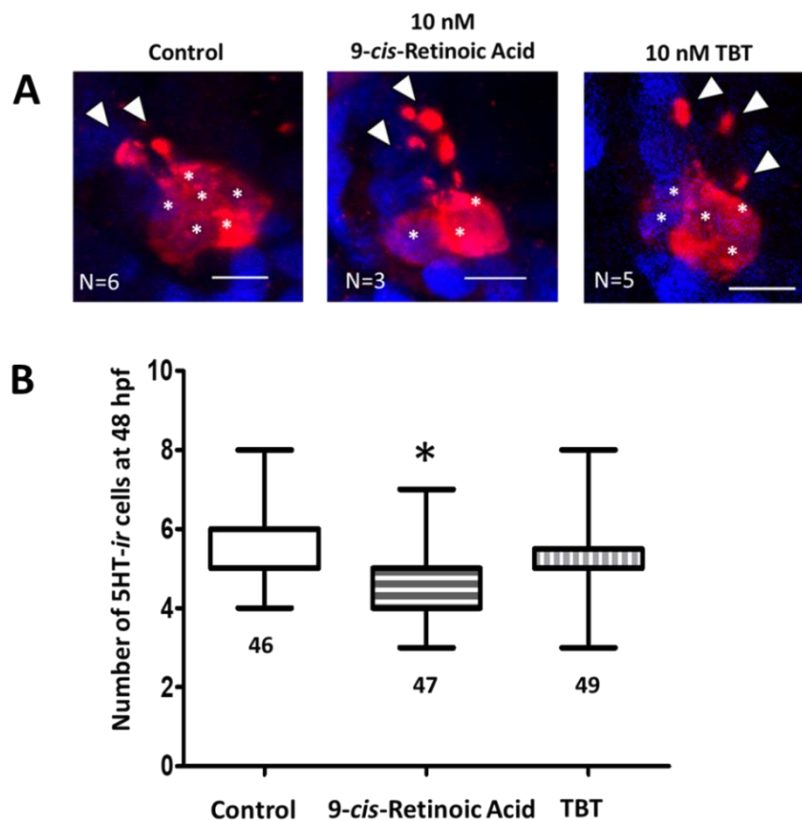 10 nM
Control 9-cis-Retinoic Acid 10 nM TBT
A
* * * * * *
* *
* * * * *
N=6 N=3 N=5
B
Number of 5HT-ir cells at 48 hpf
10
8
6
4
2
0
*
46
47
49
Control 9-cis-Retinoic Acid TBT